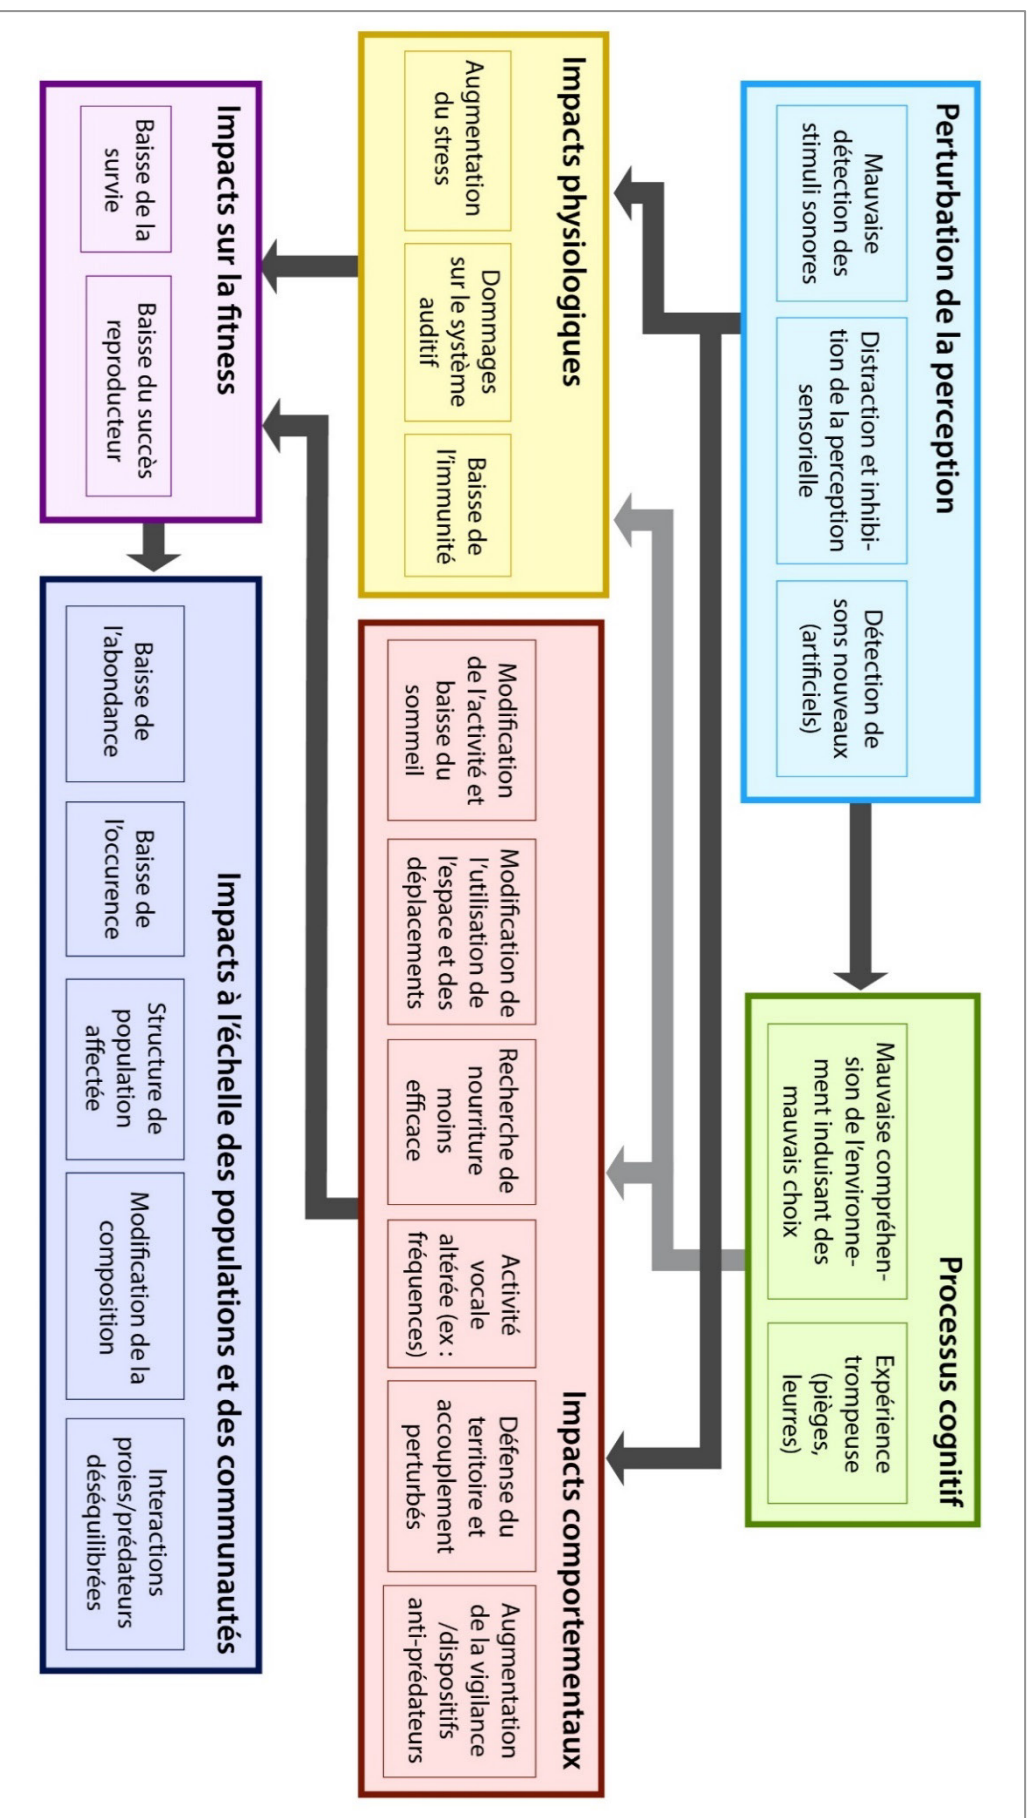 Perturbation de la perception
Mauvaise
détection des
stimuli sonores
Distraction et inhibi-
tion de la perception
sensorielle
Détection de
sons nouveaux
(artificiels)
Processus cognitif
Mauvaise compréhen-
sion de l'environne-
ment induisant des
mauvais choix
Expérience
trompeuse
(pièges,
leurres)
Impacts physiologiques
Augmentation
du stress
Dommages
sur le système
auditif
Baisse de
l'immunité
Impacts comportementaux
Modification
de l'activité et
baisse du
sommeil
Modification de
l'utilisation de
l'espace et des
déplacements
Recherche de
nourriture
moins
efficace
Activité
vocale
altérée (ex :
fréquences)
Défense du
territoire et
accouplement
perturbés
Augmentation
de la vigilance
/dispositifs
anti-prédateurs
Impacts sur la fitness
Baisse de la
survie
Baisse du succès
reproducteur
Impacts à l'échelle des populations et des communautés
Baisse de
l'abondance
Baisse de
l'occurence
Structure de
population
affectée
Modification de la
composition
Interactions
proies/prédateurs
déséquilibrées